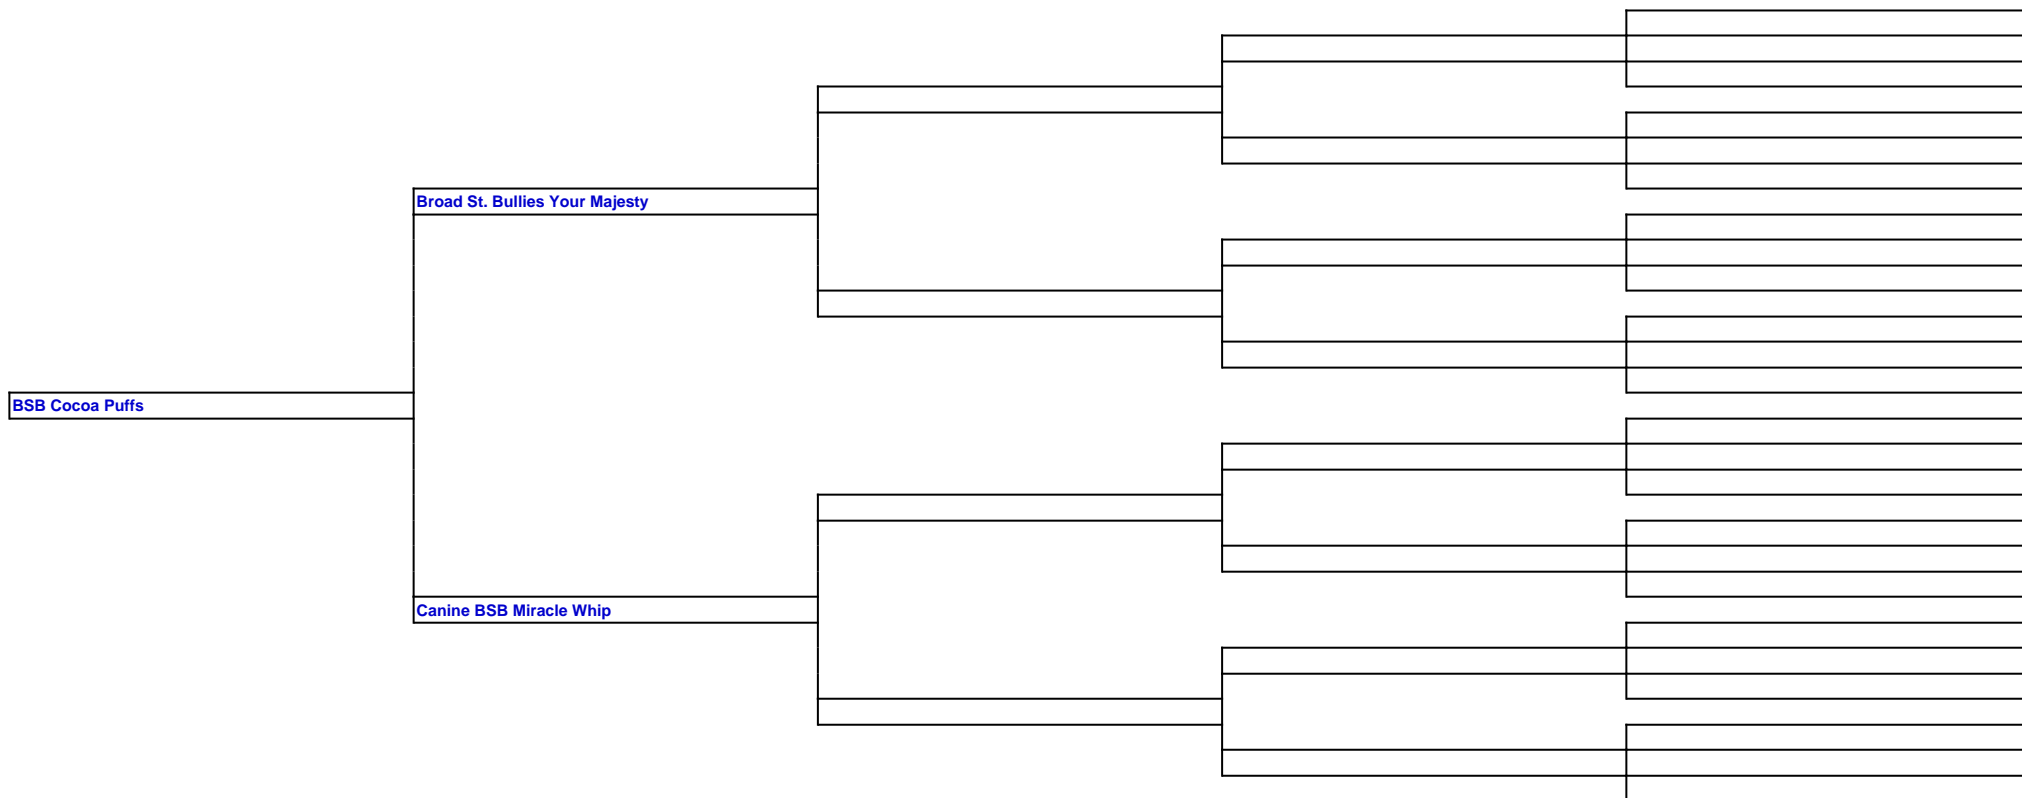 Broad St. Bullies Your Majesty
BSB Cocoa Puffs
Canine BSB Miracle Whip